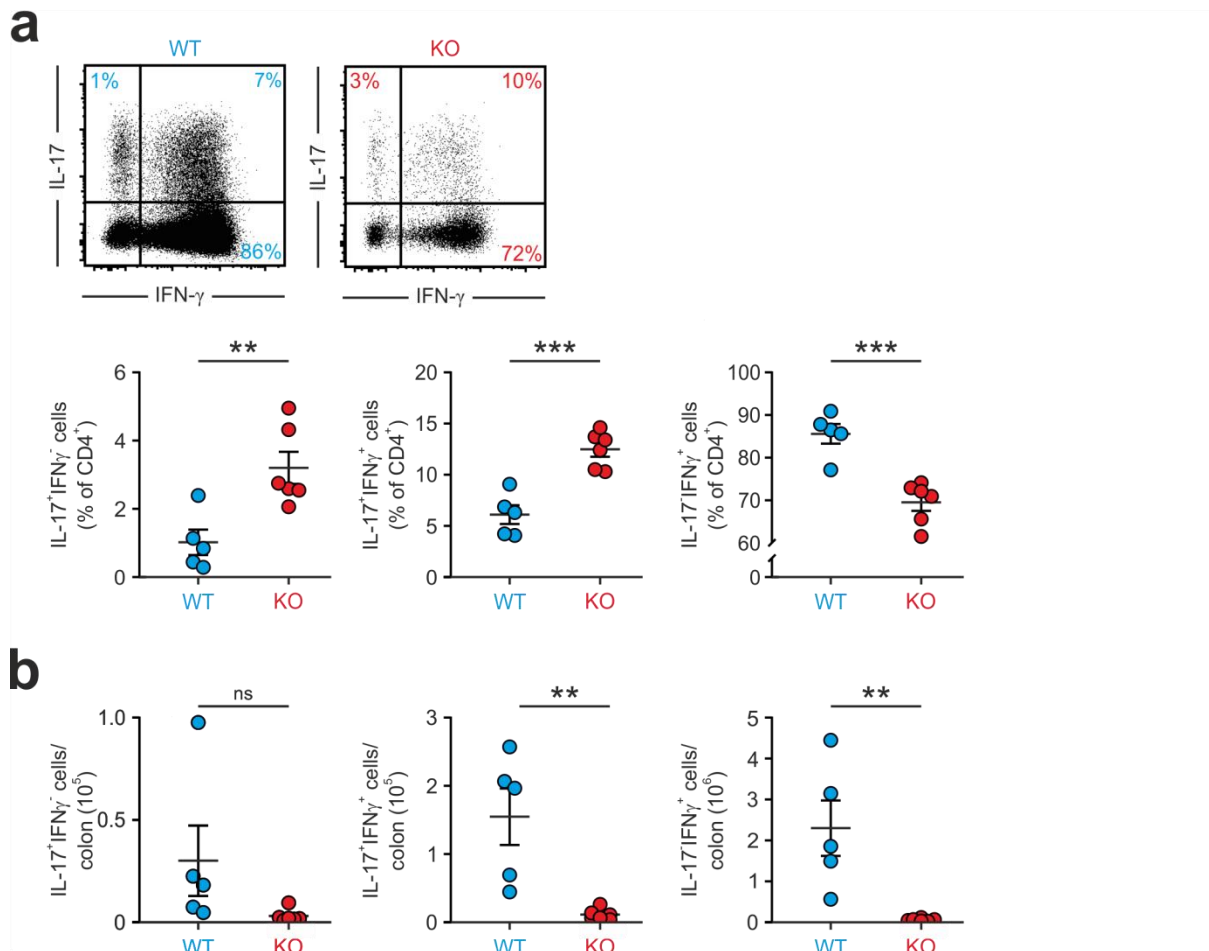 a
WT
KO
1%
7%
3%
10%
86%
72%
IL-17
IL-17
IFN-γ
IFN-γ
**
***
***
IL-17⁺IFNγ⁻ cells
(% of CD4⁺)
6
4
2
0
WT
KO
IL-17⁺IFNγ⁺ cells
(% of CD4⁺)
20
15
10
5
0
WT
KO
IL-17⁻IFNγ⁺ cells
(% of CD4⁺)
100
90
80
70
60
0
WT
KO
b
ns
**
**
IL-17⁺IFNγ⁻ cells/
colon (10⁵)
1.0
0.5
0
WT
KO
IL-17⁺IFNγ⁺ cells/
colon (10⁵)
3
2
1
0
WT
KO
IL-17⁻IFNγ⁺ cells/
colon (10⁶)
5
4
3
2
1
0
WT
KO